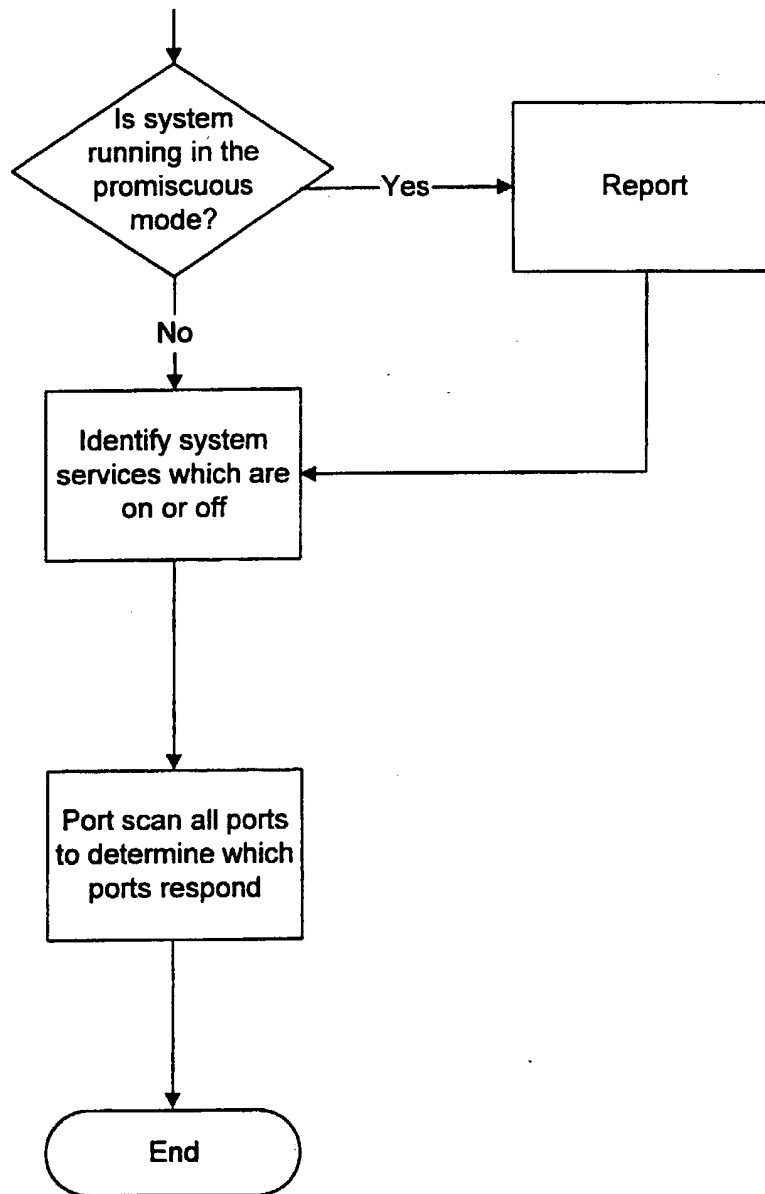 Is system
running in the
promiscuous
mode?
Yes
Report
No
Identify system
services which are
on or off
Port scan all ports
to determine which
ports respond
End